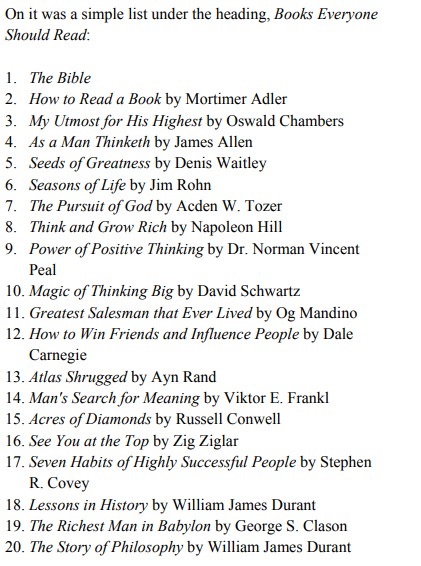 On it was a simple list under the heading, Books Everyone
Should Read:
1. The Bible
2. How to Read a Book by Mortimer Adler
3. My Utmost for His Highest by Oswald Chambers
4. As a Man Thinketh by James Allen
5. Seeds of Greatness by Denis Waitley
6. Seasons of Life by Jim Rohn
7. The Pursuit of God by Acden W. Tozer
8. Think and Grow Rich by Napoleon Hill
9. Power of Positive Thinking by Dr. Norman Vincent
Peal
10. Magic of Thinking Big by David Schwartz
11. Greatest Salesman that Ever Lived by Og Mandino
12. How to Win Friends and Influence People by Dale
Carnegie
13. Atlas Shrugged by Ayn Rand
14. Man's Search for Meaning by Viktor E. Frankl
15. Acres of Diamonds by Russell Conwell
16. See You at the Top by Zig Ziglar
17. Seven Habits of Highly Successful People by Stephen
R. Covey
18. Lessons in History by William James Durant
19. The Richest Man in Babylon by George S. Clason
20. The Story of Philosophy by William James Durant